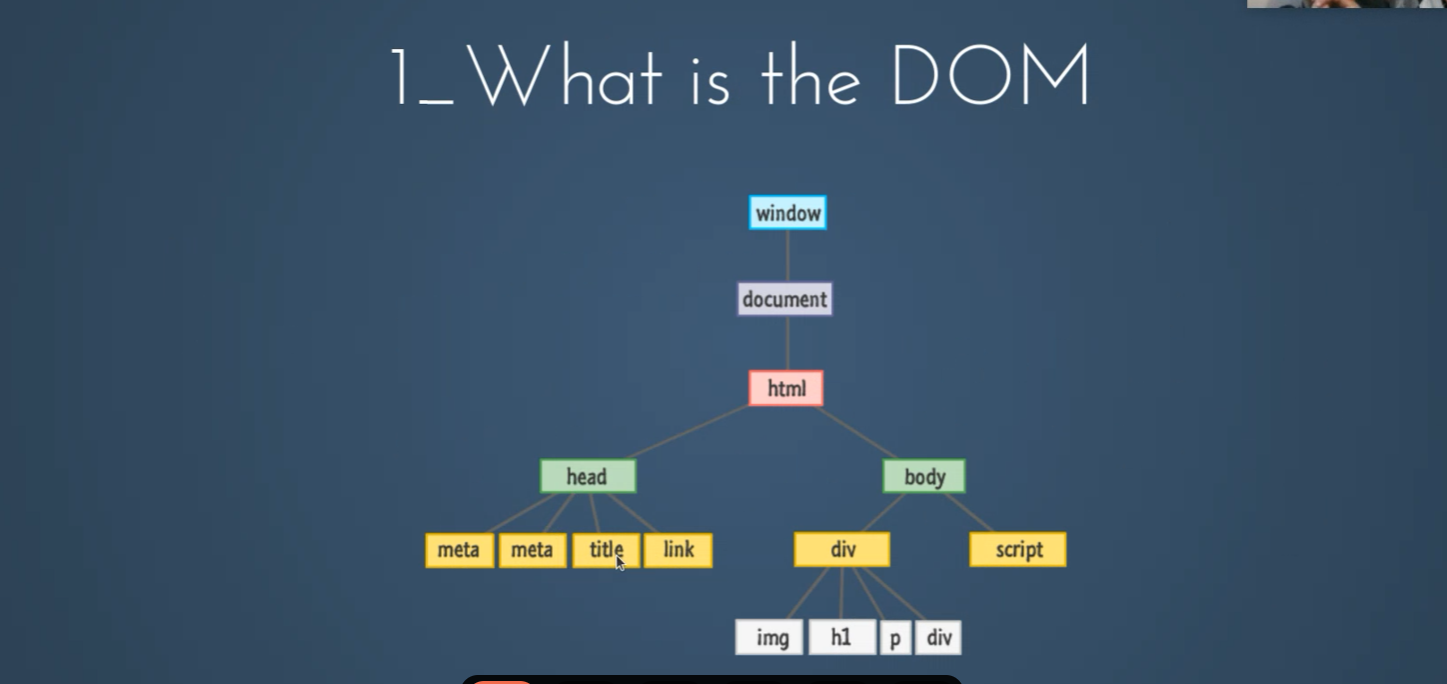 1_What is the DOM
window
document
html
head body
meta meta title link div script
img h1 p div